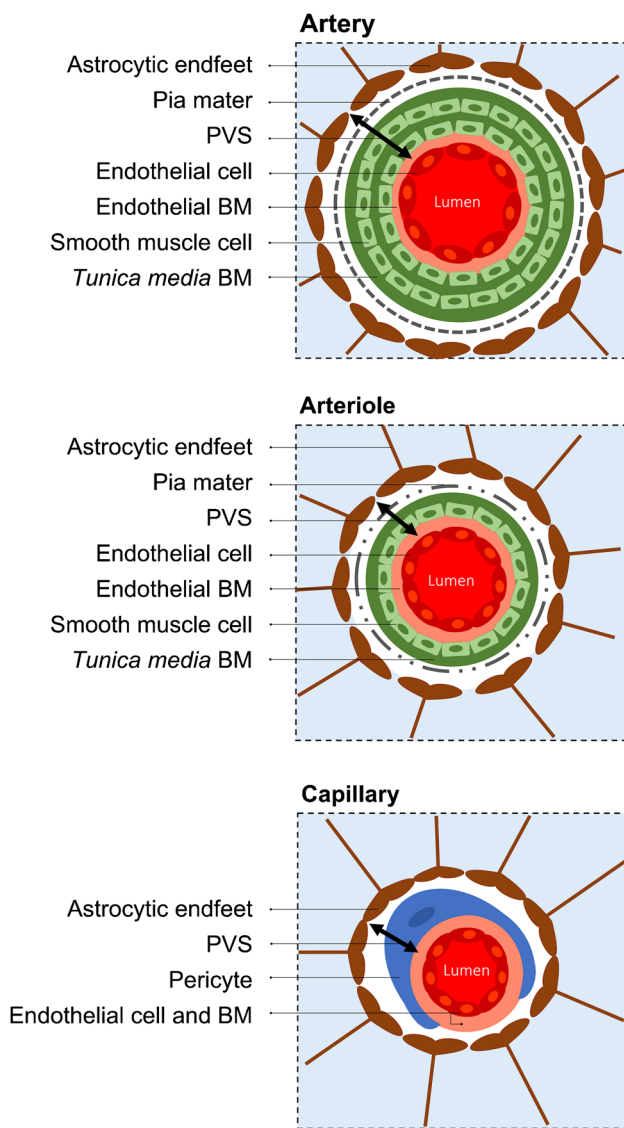 Artery
Astrocytic endfeet
Pia mater
PVS
Endothelial cell
Endothelial BM
Smooth muscle cell
Tunica media BM
Lumen
Arteriole
Astrocytic endfeet
Pia mater
PVS
Endothelial cell
Endothelial BM
Smooth muscle cell
Tunica media BM
Lumen
Capillary
Astrocytic endfeet
PVS
Pericyte
Endothelial cell and BM
Lumen